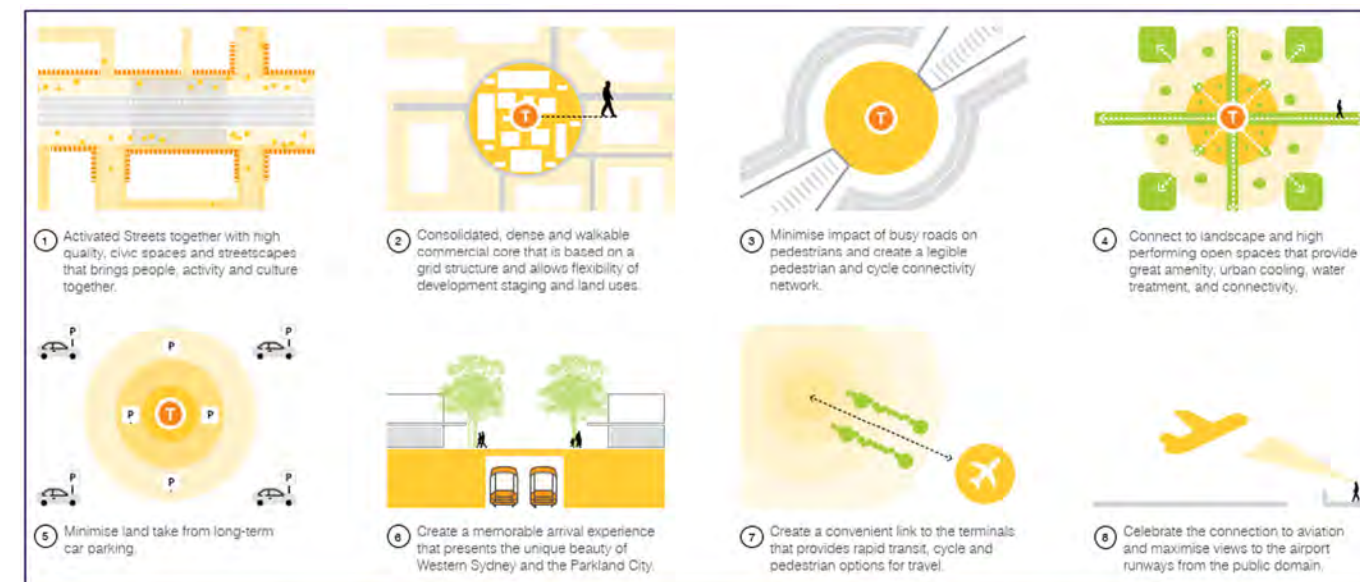 T
T
T
1 Activated Streets together with high
quality, civic spaces and streetscapes
that brings people, activity and culture
together.
2 Consolidated, dense and walkable
commercial core that is based on a
grid structure and allows flexibility of
development staging and land uses.
3 Minimise impact of busy roads on
pedestrians and create a legible
pedestrian and cycle connectivity
network.
4 Connect to landscape and high
performing open spaces that provide
great amenity, urban cooling, water
treatment, and connectivity.
P
P
P
P T P
P
P
P
5 Minimise land take from long-term
car parking.
6 Create a memorable arrival experience
that presents the unique beauty of
Western Sydney and the Parkland City.
7 Create a convenient link to the terminals
that provides rapid transit, cycle and
pedestrian options for travel.
8 Celebrate the connection to aviation
and maximise views to the airport
runways from the public domain.